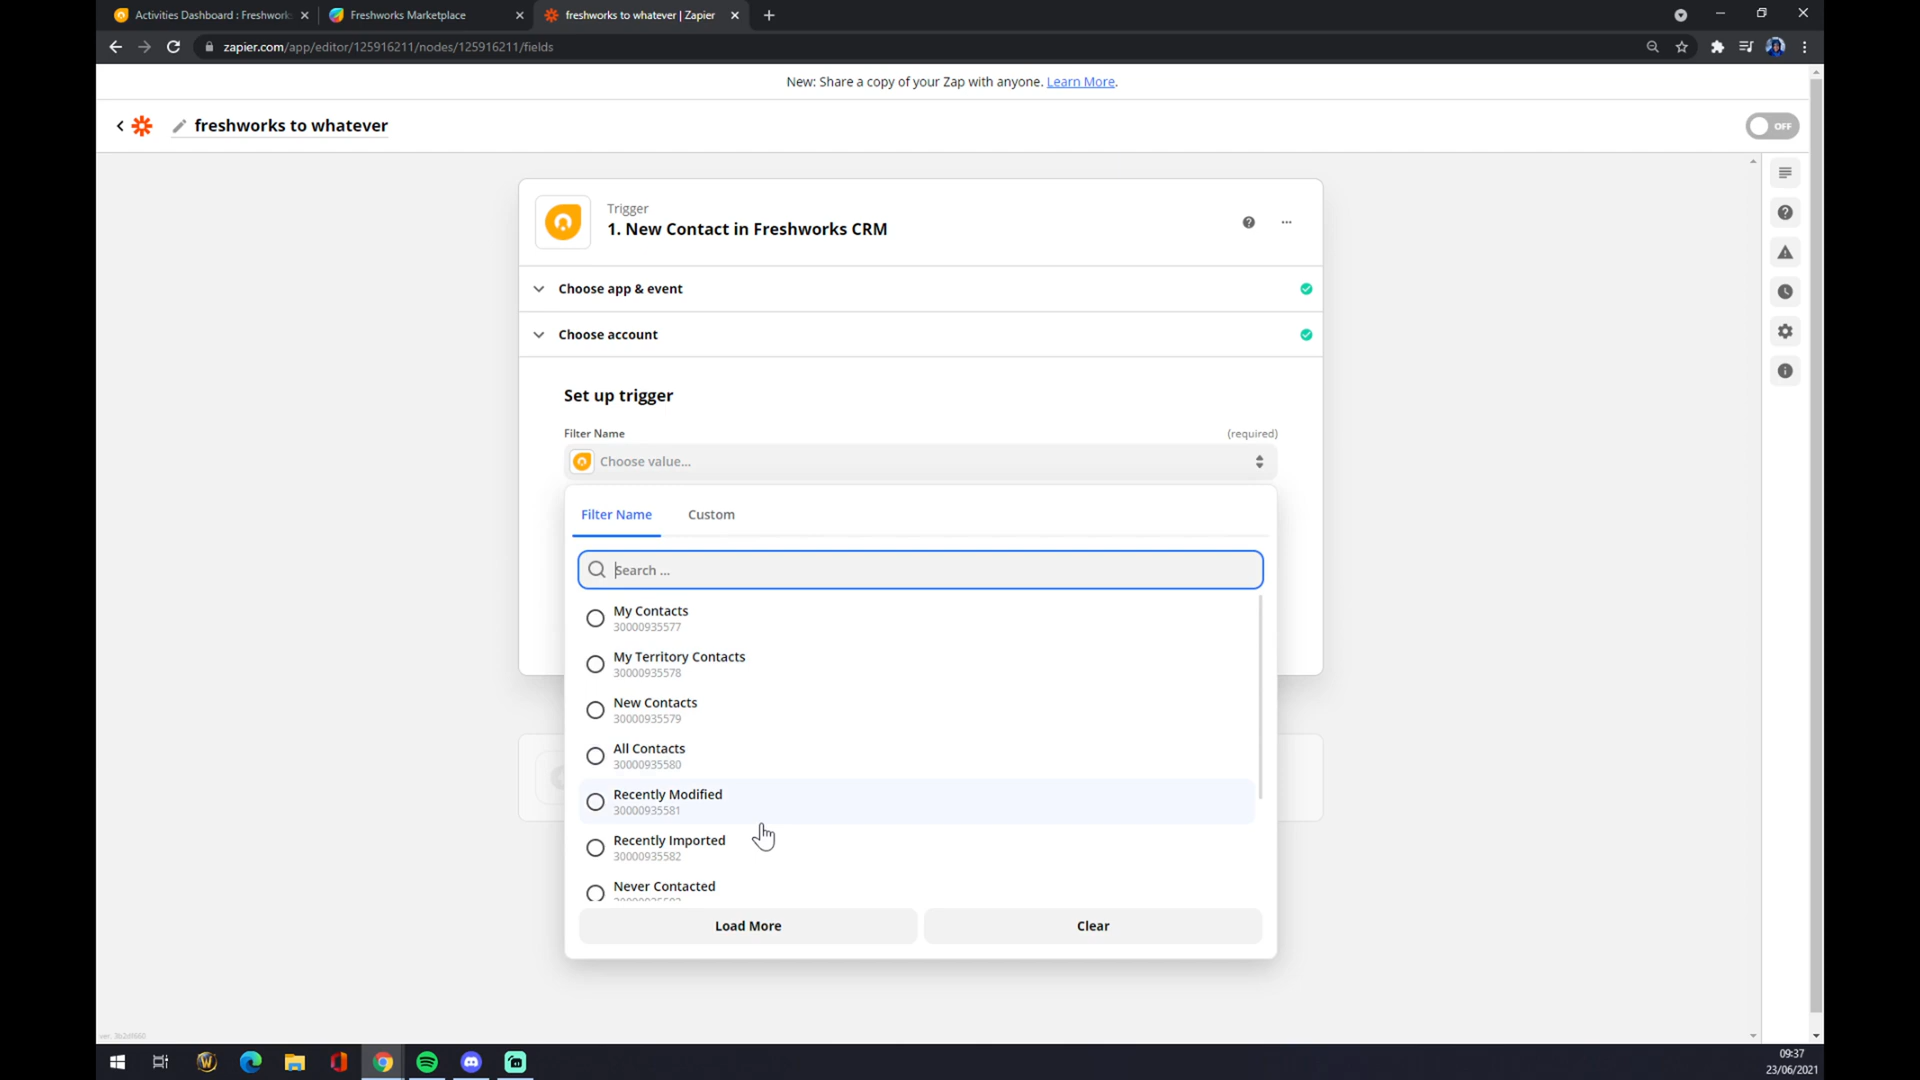 Activities Dashboard : Freshwork
Freshworks Marketplace
freshworks to whatever | Zapier
zapier.com/app/editor/125916211/nodes/125916211/fields
New: Share a copy of your Zap with anyone. Learn More.
freshworks to whatever
OFF
Trigger
1. New Contact in Freshworks CRM
Choose app & event
Choose account
Set up trigger
Filter Name
(required)
Choose value...
Filter Name
Custom
Search ...
My Contacts
30000935577
My Territory Contacts
30000935578
New Contacts
30000935579
All Contacts
30000935580
Recently Modified
30000935581
Recently Imported
30000935582
Never Contacted
Load More
Clear
09:37
23/06/2021